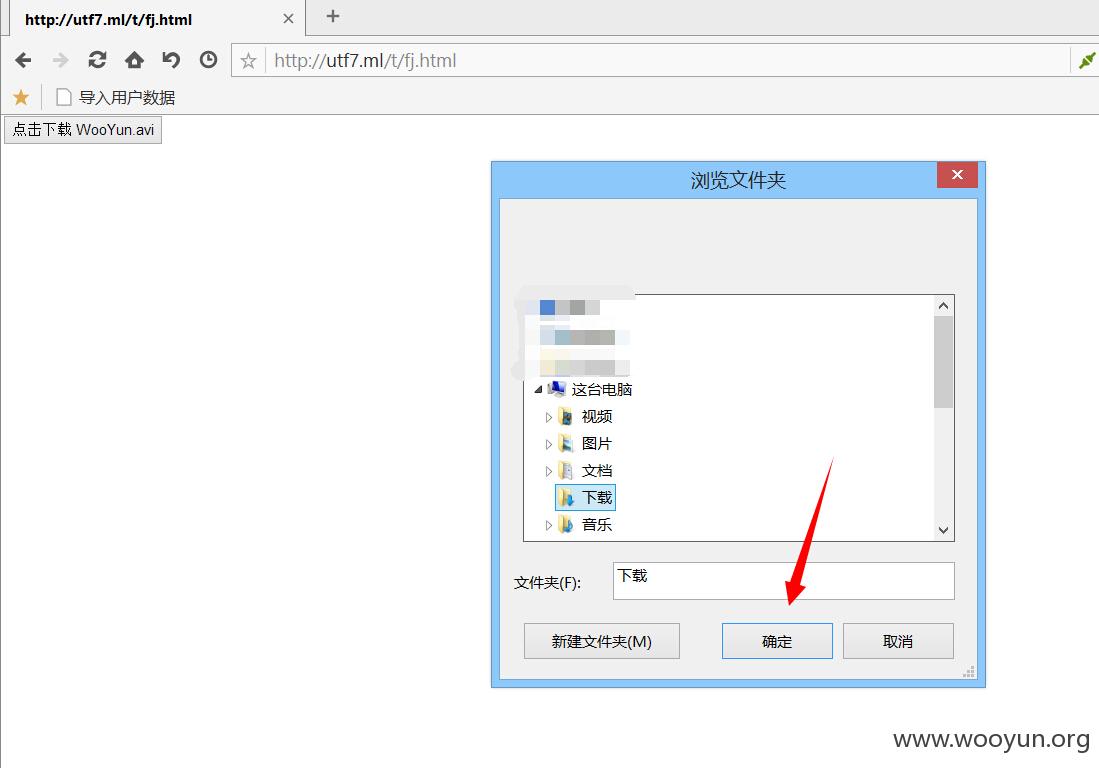 http://utf7.ml/t/fj.html
http://utf7.ml/t/fj.html
导入用户数据
点击下载 WooYun.avi
浏览文件夹
这台电脑
视频
图片
文档
下载
音乐
文件夹(F):
下载
新建文件夹(M)
确定
取消
www.wooyun.org